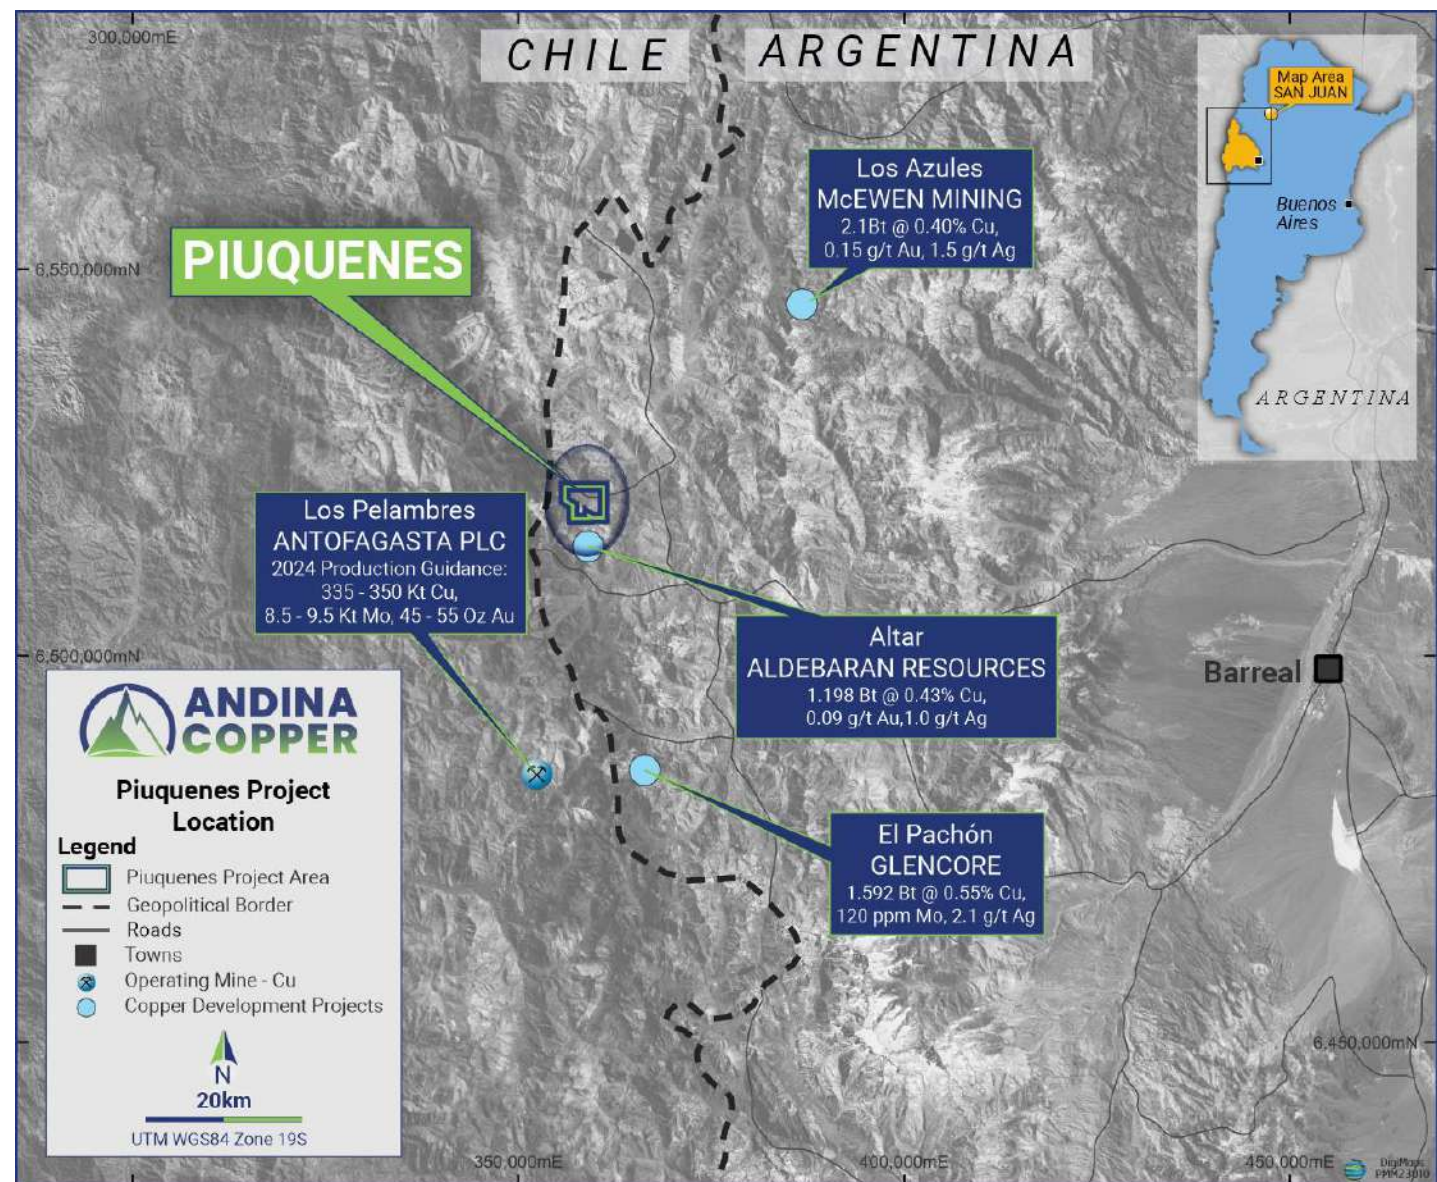 300,000mE
CHILE
ARGENTINA
Map Area
SAN JUAN
Buenos
Aires
ARGENTINA
Los Azules
McEWEN MINING
2.1Bt @ 0.40% Cu,
0.15 g/t Au, 1.5 g/t Ag
PIUQUENES
6,550,000mN
Los Pelambres
ANTOFAGASTA PLC
2024 Production Guidance:
335 - 350 Kt Cu,
8.5 - 9.5 Kt Mo, 45 - 55 Oz Au
Altar
ALDEBARAN RESOURCES
1.198 Bt @ 0.43% Cu,
0.09 g/t Au,1.0 g/t Ag
6,500,000mN
Barreal
El Pachón
GLENCORE
1.592 Bt @ 0.55% Cu,
120 ppm Mo, 2.1 g/t Ag
ANDINA
COPPER
Piuquenes Project
Location
Legend
Piuquenes Project Area
Geopolitical Border
Roads
Towns
Operating Mine - Cu
Copper Development Projects
N
20km
UTM WGS84 Zone 19S
6,450,000mN
350,000mE
400,000mE
450,000mE
DigiMaps
PMM23010